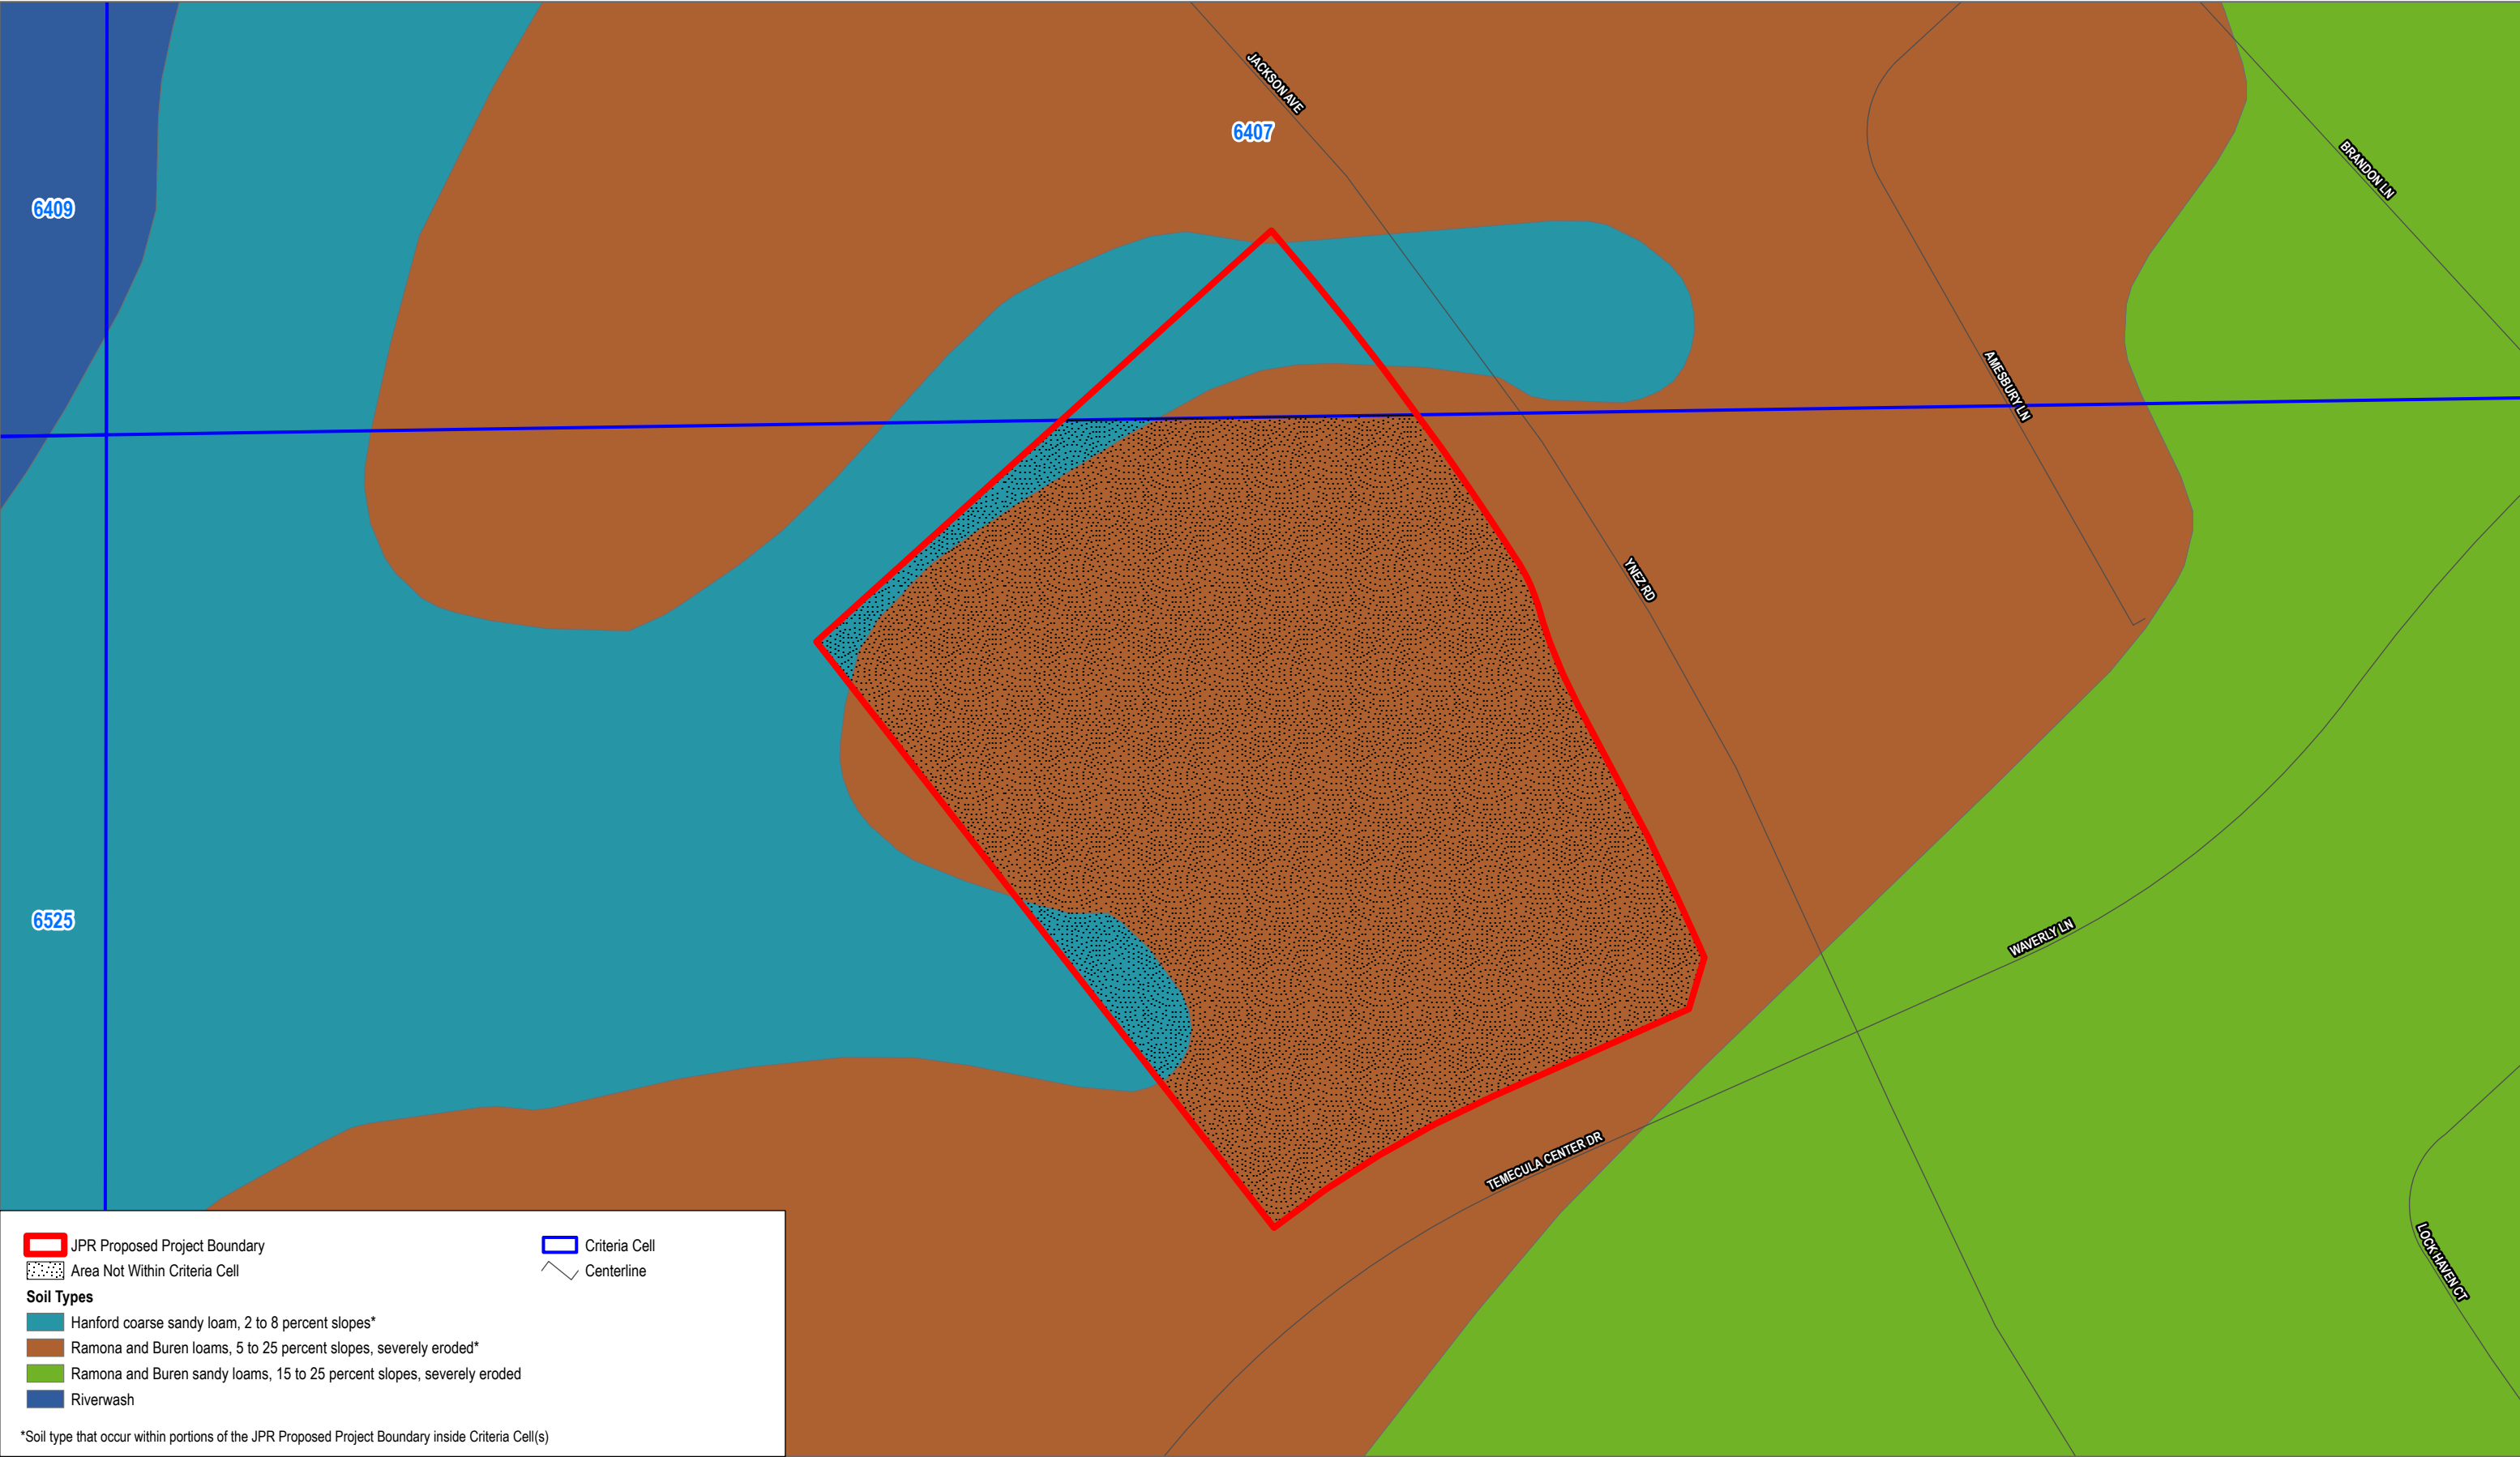 JACKSON AVE
6407
BRANDON LN
6409
AMESBURY LN
YNEZ RD
6525
WAVERLY LN
TEMECULA CENTER DR
LOCK HAVEN CT
JPR Proposed Project Boundary
Criteria Cell
Area Not Within Criteria Cell
Centerline
Soil Types
Hanford coarse sandy loam, 2 to 8 percent slopes*
Ramona and Buren loams, 5 to 25 percent slopes, severely eroded*
Ramona and Buren sandy loams, 15 to 25 percent slopes, severely eroded
Riverwash
*Soil type that occur within portions of the JPR Proposed Project Boundary inside Criteria Cell(s)